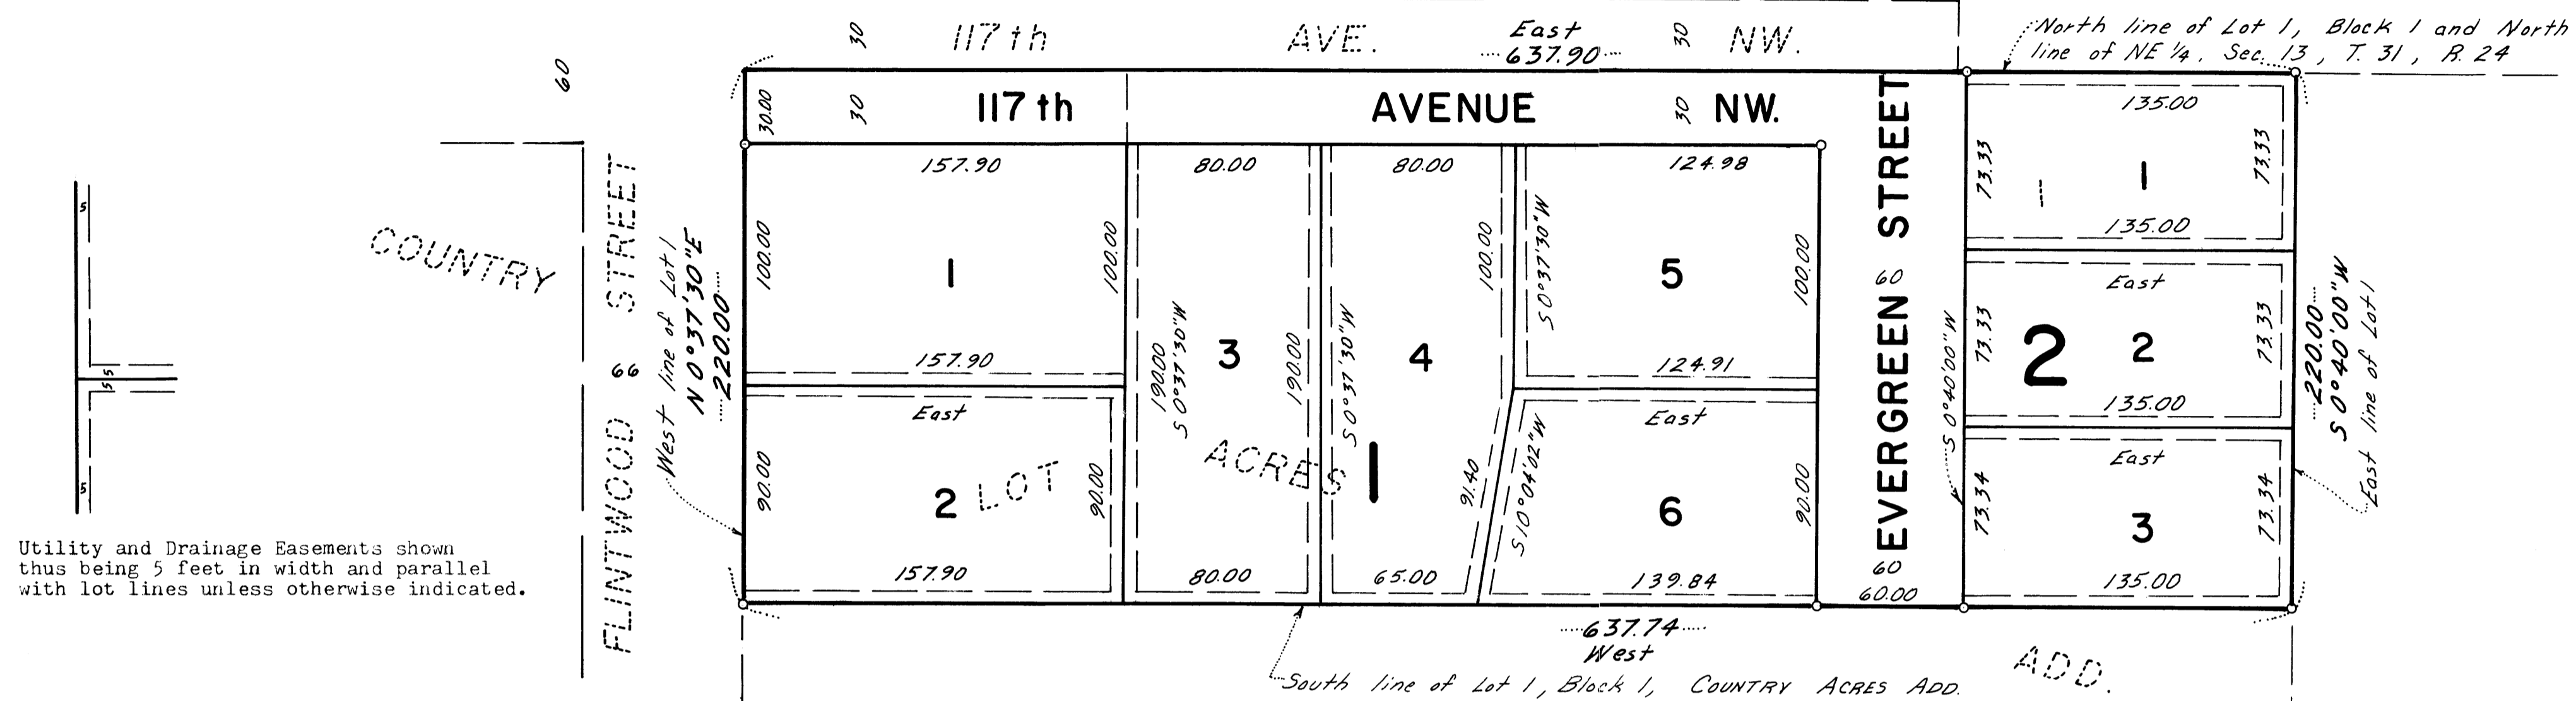 30 117th AVE. East 30 NW.
637.90
North line of Lot 1, Block 1 and North
line of NE 1/4, Sec. 13, T. 31, R. 24
60
30.00 30 117th AVENUE 30 NW.
COUNTRY
FLINTWOOD STREET
66
West line of Lot 1
N 0°37'30"E
220.00
5
5
5
5
Utility and Drainage Easements shown
thus being 5 feet in width and parallel
with lot lines unless otherwise indicated.
157.90
100.00 1 100.00
157.90
East
90.00 2 LOT 90.00
157.90
80.00
190.00
S 0°37'30"W
3
190.00
ACRES
80.00
80.00
100.00
S 0°37'30"W
4
1
91.40
65.00
124.98
S 0°37'30"W
5
100.00
124.91
East
S 10°04'02"W
6
90.00
139.84
EVERGREEN STREET
60
60
60.00
S 0°40'00"W
135.00
73.33 1 1 73.33
135.00
East
73.33 2 2 73.33
135.00
East
73.34 3 73.34
135.00
220.00
S 0°40'00"W
East line of Lot 1
637.74
West
South line of Lot 1, Block 1, COUNTRY ACRES ADD.
ADD.